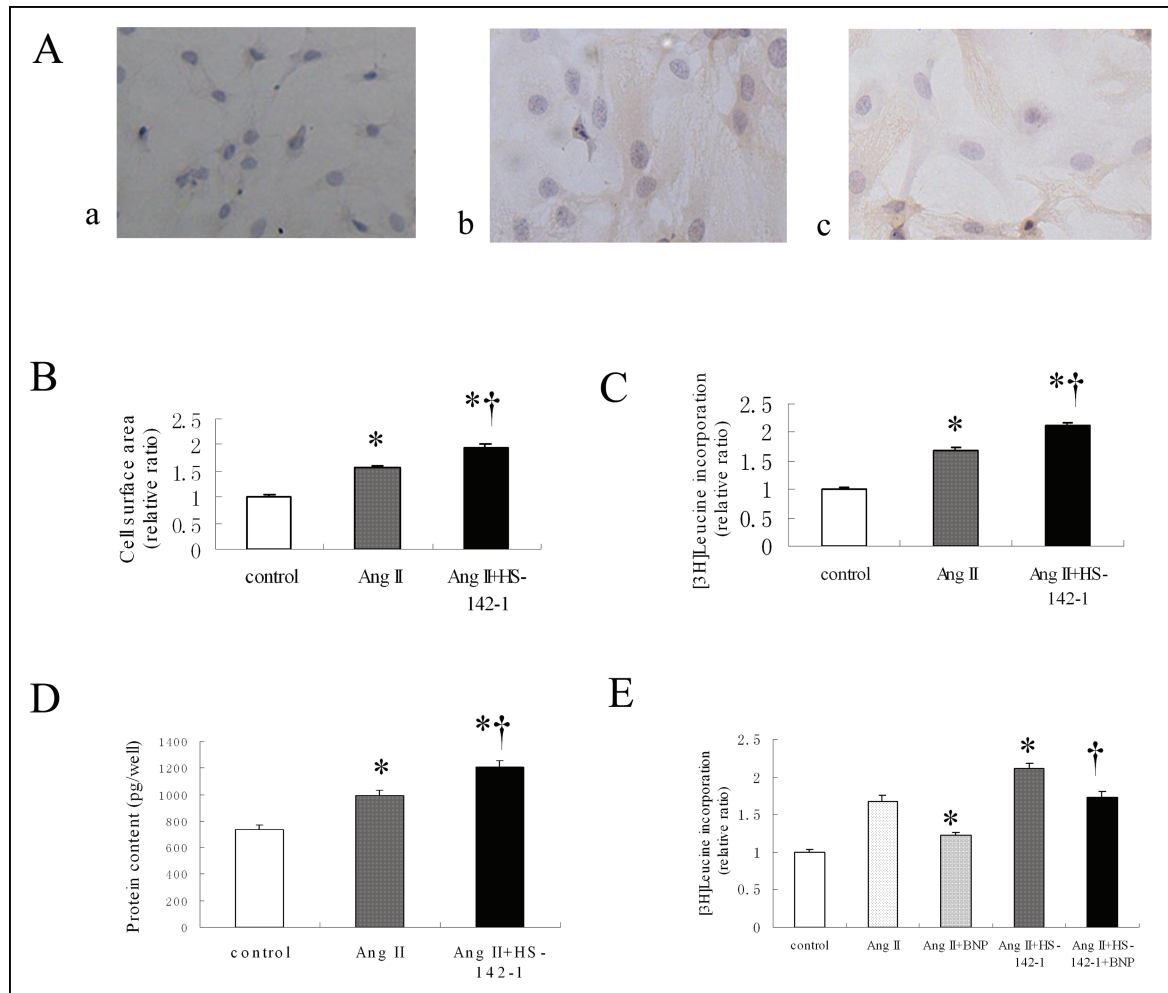 A
a
b
c
B
Cell surface area
(relative ratio)
2.5
2
1.5
1
0.5
0
*
*†
control
Ang II
Ang II+HS-
142-1
C
[3H]Leucine incorporation
(relative ratio)
2.5
2
1.5
1
0.5
0
*
*†
control
Ang II
Ang II+HS-
142-1
D
Protein content (pg/well)
1400
1200
1000
800
600
400
200
0
*
*†
control
Ang II
Ang II+HS-
142-1
E
[3H]Leucine incorporation
(relative ratio)
2.5
2
1.5
1
0.5
0
*
*
†
control
Ang II
Ang II+BNP
Ang II+HS-
142-1
Ang II+HS-
142-1+BNP